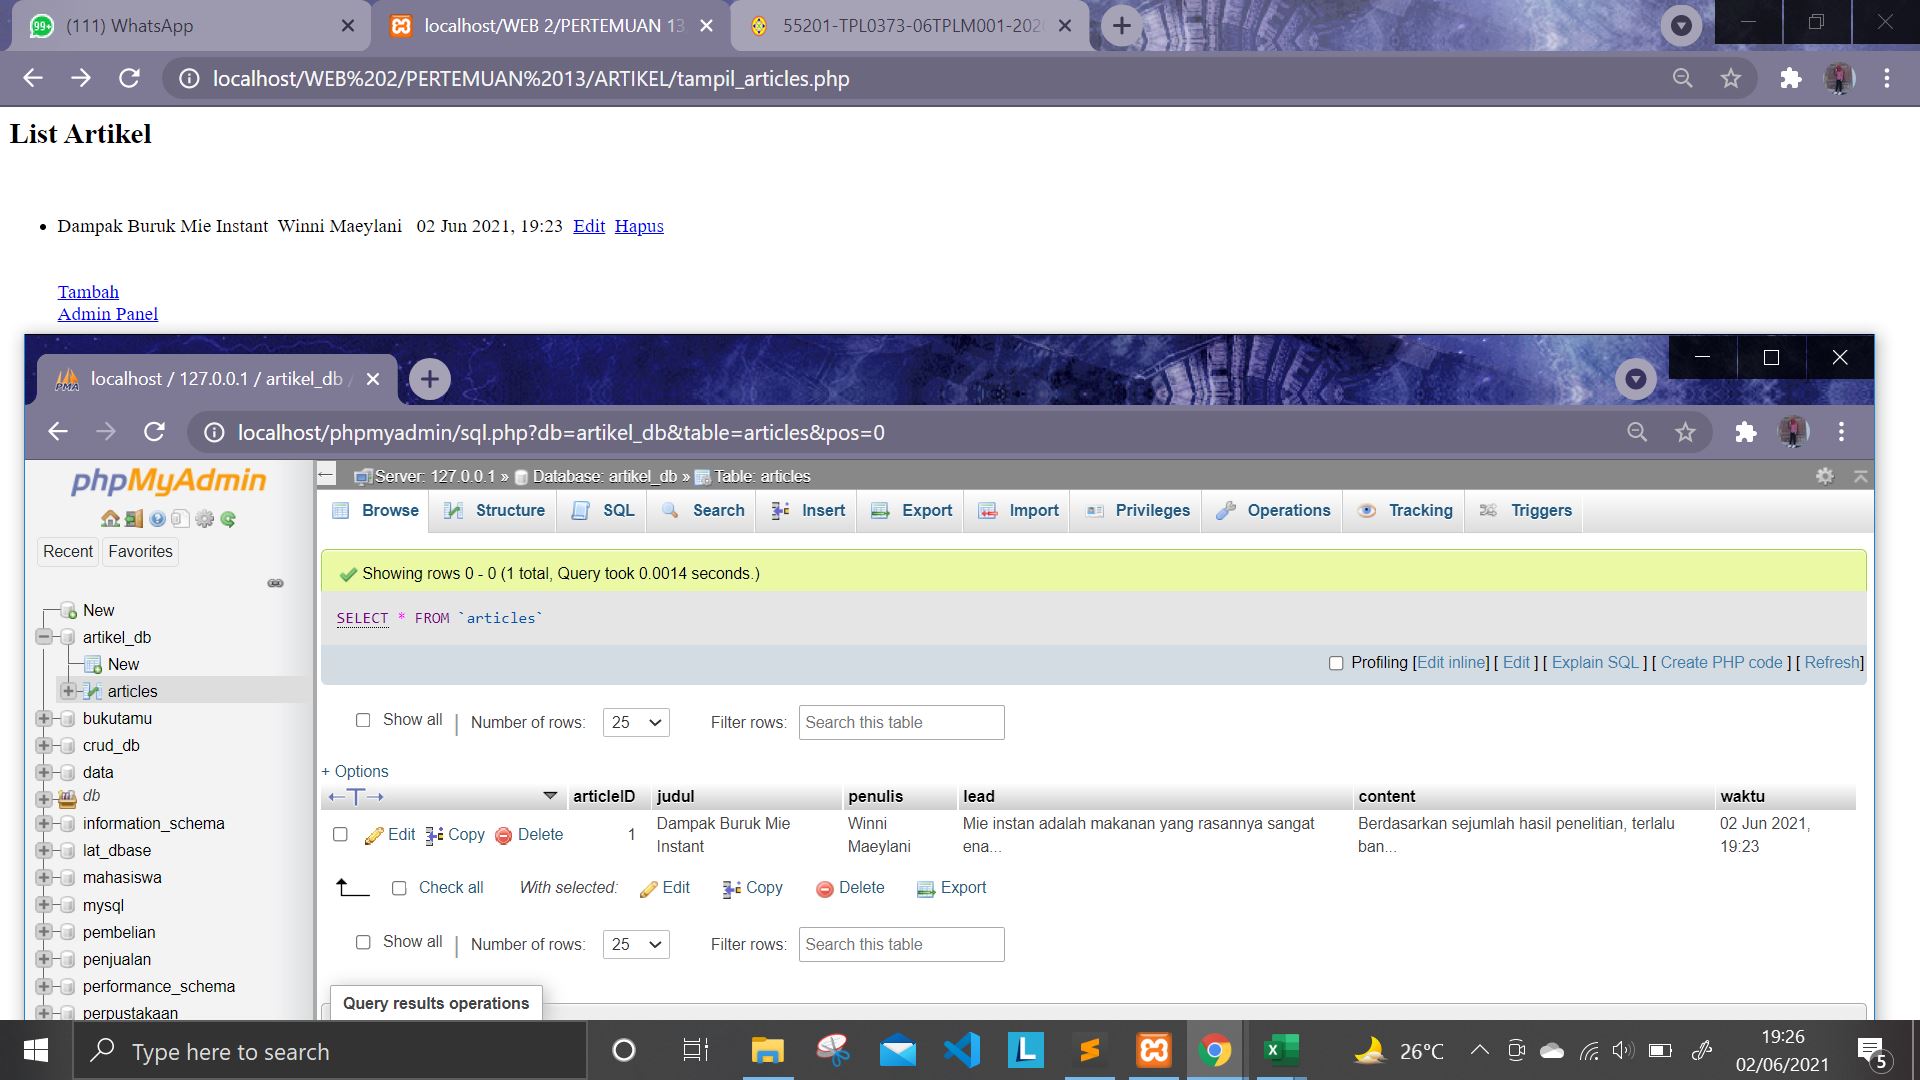 (111) WhatsApp
localhost/WEB 2/PERTEMUAN 13
55201-TPL0373-06TPLM001-202
localhost/WEB%202/PERTEMUAN%2013/ARTIKEL/tampil_articles.php
List Artikel
Dampak Buruk Mie Instant Winni Maeylani 02 Jun 2021, 19:23 Edit Hapus
Tambah
Admin Panel
localhost / 127.0.0.1 / artikel_db /
localhost/phpmyadmin/sql.php?db=artikel_db&table=articles&pos=0
phpMyAdmin
Recent Favorites
New
artikel_db
New
articles
bukutamu
crud_db
data
db
information_schema
lat_dbase
mahasiswa
mysql
pembelian
penjualan
performance_schema
perpustakaan
Server: 127.0.0.1 » Database: artikel_db » Table: articles
Browse Structure SQL Search Insert Export Import Privileges Operations Tracking Triggers
Showing rows 0 - 0 (1 total, Query took 0.0014 seconds.)
SELECT * FROM `articles`
Profiling [Edit inline] [ Edit ] [ Explain SQL ] [ Create PHP code ] [ Refresh]
Show all | Number of rows: 25 Filter rows: Search this table
+ Options
←T→ articleID judul penulis lead content waktu
Edit Copy Delete 1 Dampak Buruk Mie Instant Winni Maeylani Mie instan adalah makanan yang rasannya sangat ena... Berdasarkan sejumlah hasil penelitian, terlalu ban... 02 Jun 2021, 19:23
Check all With selected: Edit Copy Delete Export
Show all | Number of rows: 25 Filter rows: Search this table
Query results operations
Type here to search
26°C
19:26
02/06/2021
5